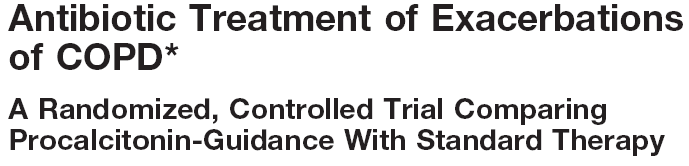 Antibiotic Treatment of Exacerbations
of COPD*
A Randomized, Controlled Trial Comparing
Procalcitonin-Guidance With Standard Therapy